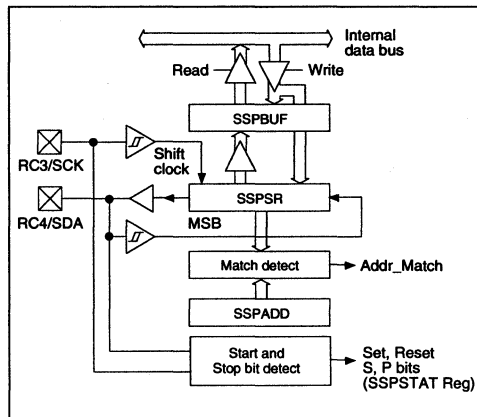 Internal
data bus
Read
Write
SSPBUF
RC3/SCK
Shift
clock
RC4/SDA
SSPSR
MSB
Match detect
Addr_Match
SSPADD
Start and
Stop bit detect
Set, Reset
S, P bits
(SSPSTAT Reg)